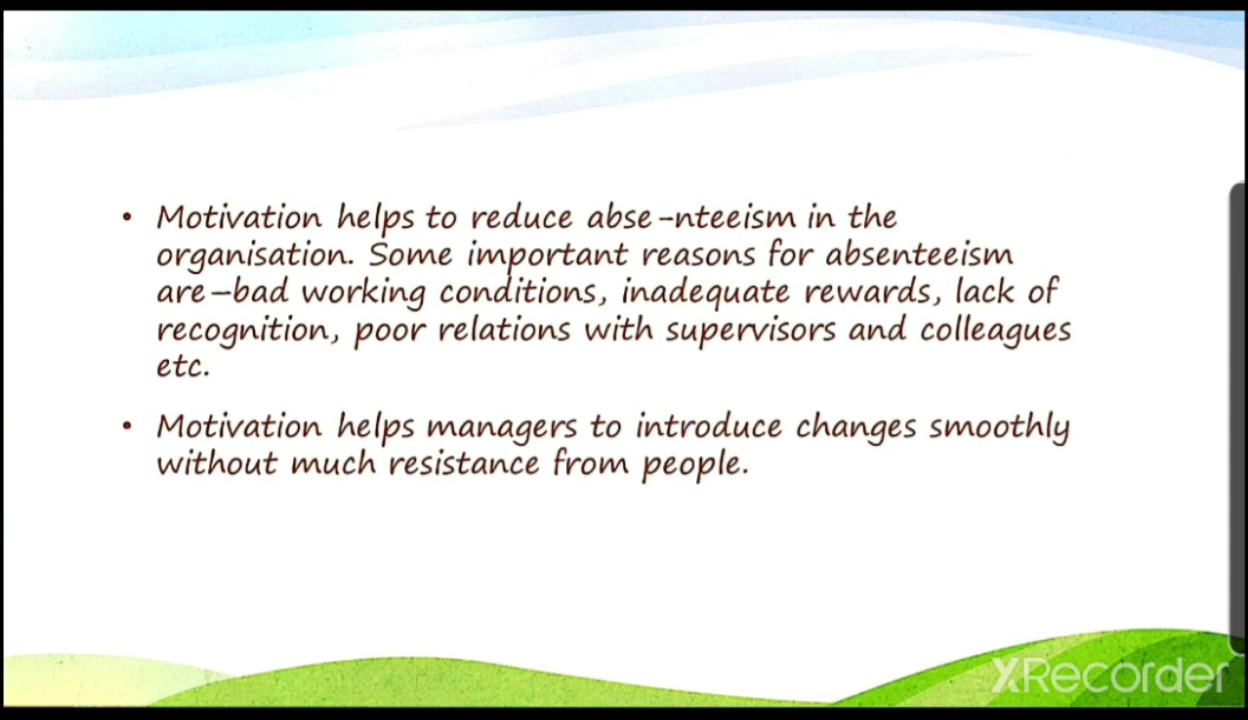 • Motivation helps to reduce abse-nteeism in the
organisation. Some important reasons for absenteeism
are–bad working conditions, inadequate rewards, lack of
recognition, poor relations with supervisors and colleagues
etc.
• Motivation helps managers to introduce changes smoothly
without much resistance from people.
XRecorder